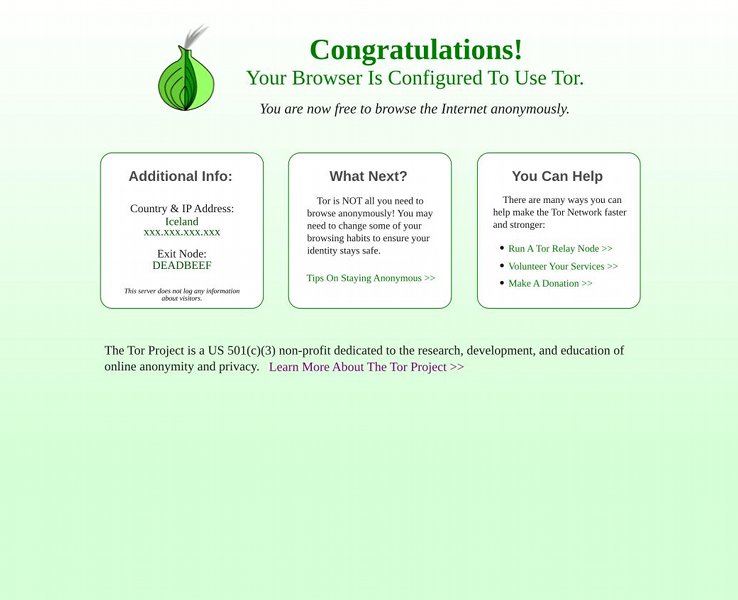 Congratulations!
Your Browser Is Configured To Use Tor.
You are now free to browse the Internet anonymously.
Additional Info:
Country & IP Address:
Iceland
xxx.xxx.xxx.xxx
Exit Node:
DEADBEEF
This server does not log any information
about visitors.
What Next?
Tor is NOT all you need to
browse anonymously! You may
need to change some of your
browsing habits to ensure your
identity stays safe.
Tips On Staying Anonymous >>
You Can Help
There are many ways you can
help make the Tor Network faster
and stronger:
• Run A Tor Relay Node >>
• Volunteer Your Services >>
• Make A Donation >>
The Tor Project is a US 501(c)(3) non-profit dedicated to the research, development, and education of
online anonymity and privacy. Learn More About The Tor Project >>